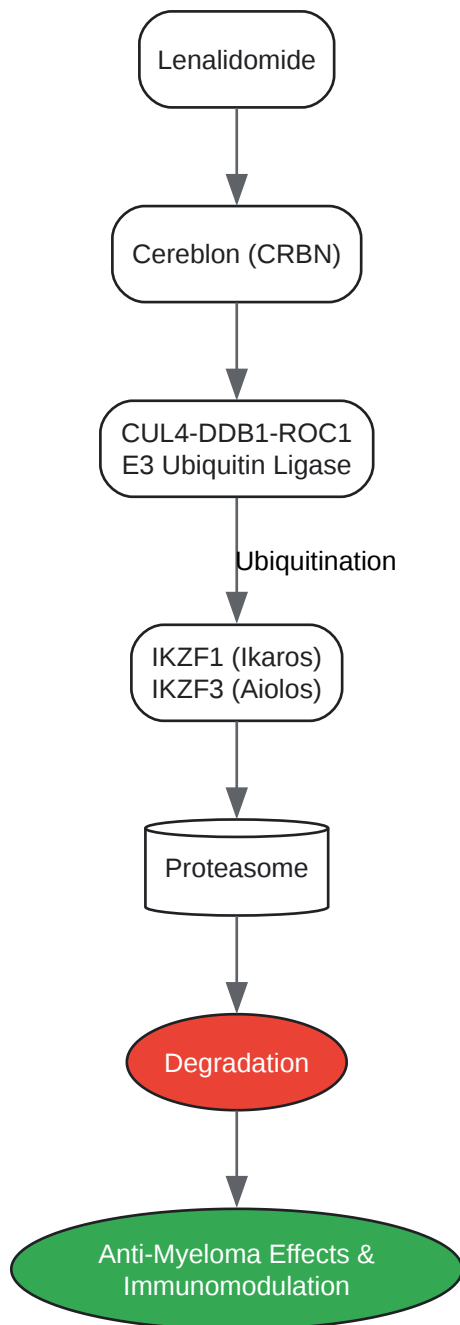 Lenalidomide
Cereblon (CRBN)
CUL4-DDB1-ROC1
E3 Ubiquitin Ligase
Ubiquitination
IKZF1 (Ikaros)
IKZF3 (Aiolos)
Proteasome
Degradation
Anti-Myeloma Effects &
Immunomodulation